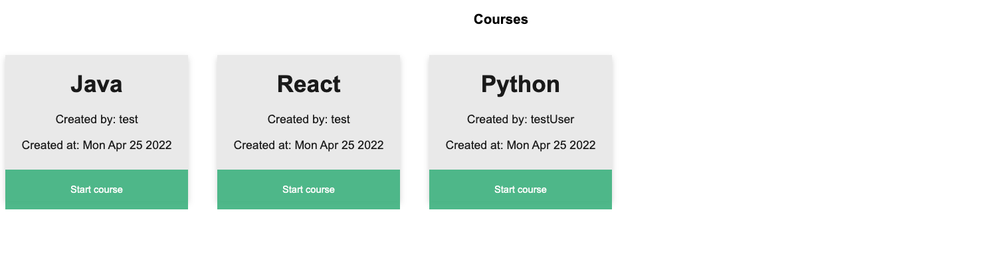 Courses
Java
Created by: test
Created at: Mon Apr 25 2022
Start course
React
Created by: test
Created at: Mon Apr 25 2022
Start course
Python
Created by: testUser
Created at: Mon Apr 25 2022
Start course